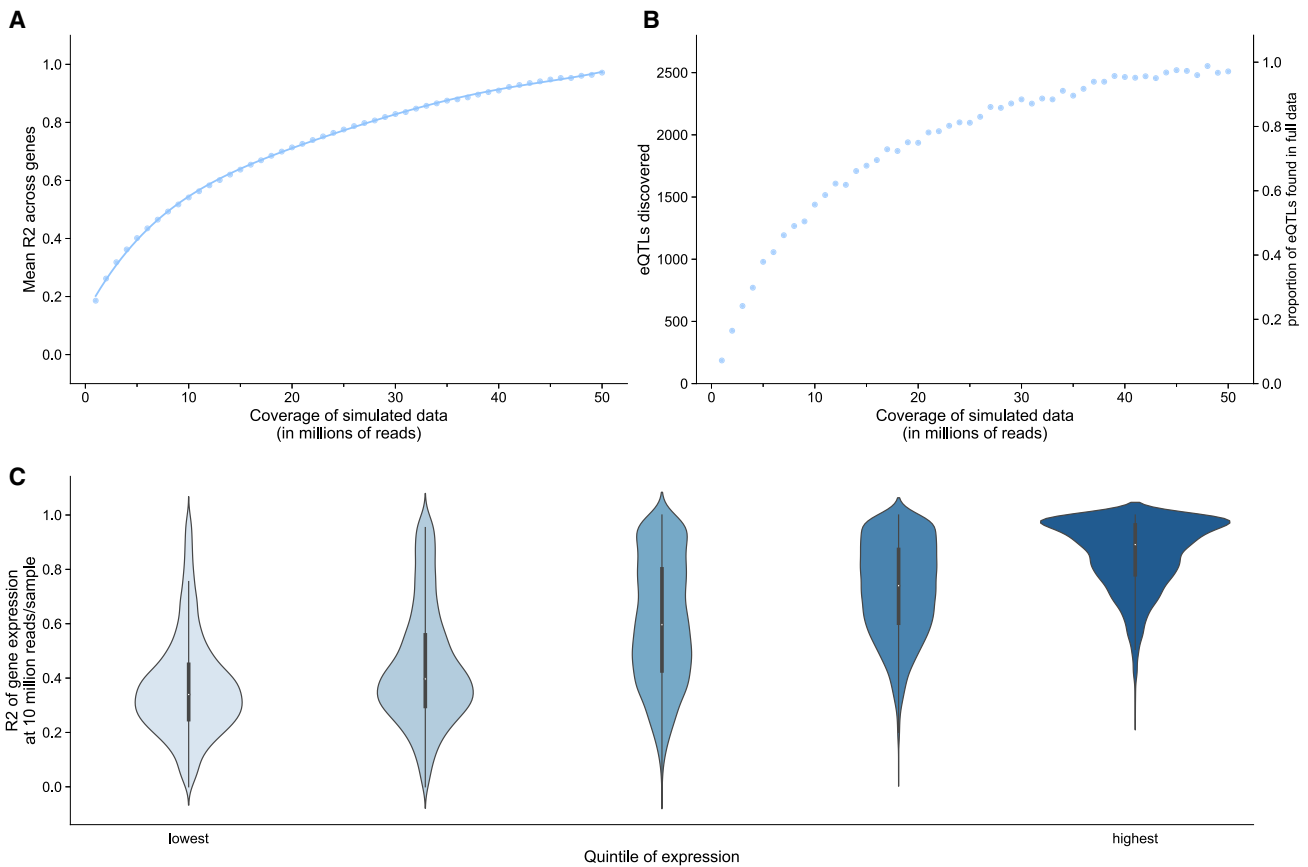 A
Mean R2 across genes
1.0
0.8
0.6
0.4
0.2
0.0
0
10
20
30
40
50
Coverage of simulated data
(in millions of reads)
B
eQTLs discovered
2500
2000
1500
1000
500
0
0
10
20
30
40
50
Coverage of simulated data
(in millions of reads)
1.0
0.8
0.6
0.4
0.2
0.0
proportion of eQTLs found in full data
C
R2 of gene expression
at 10 million reads/sample
1.0
0.8
0.6
0.4
0.2
0.0
lowest
highest
Quintile of expression